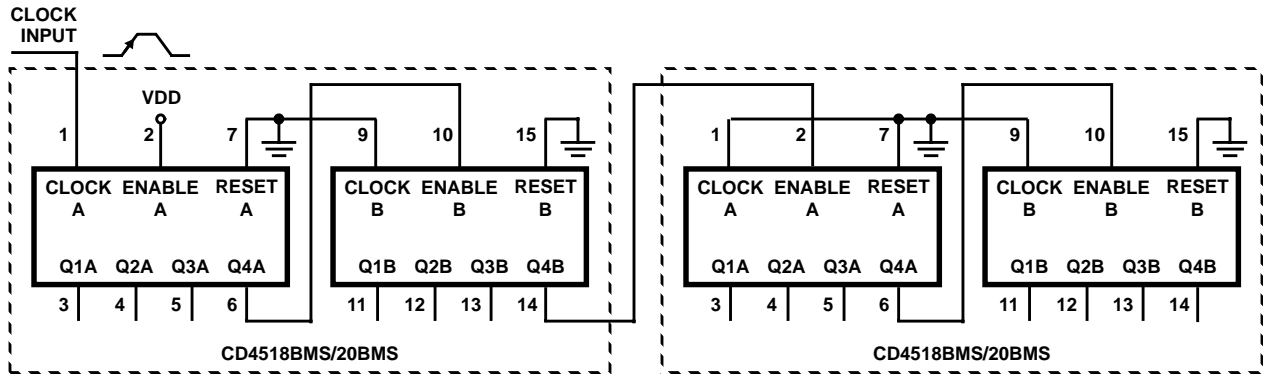 CLOCK
INPUT
VDD
1 2 7 9 10 15 1 2 7 9 10 15
CLOCK ENABLE RESET CLOCK ENABLE RESET CLOCK ENABLE RESET CLOCK ENABLE RESET
A A A B B B A A A B B B
Q1A Q2A Q3A Q4A Q1B Q2B Q3B Q4B Q1A Q2A Q3A Q4A Q1B Q2B Q3B Q4B
3 4 5 6 11 12 13 14 3 4 5 6 11 12 13 14
CD4518BMS/20BMS CD4518BMS/20BMS